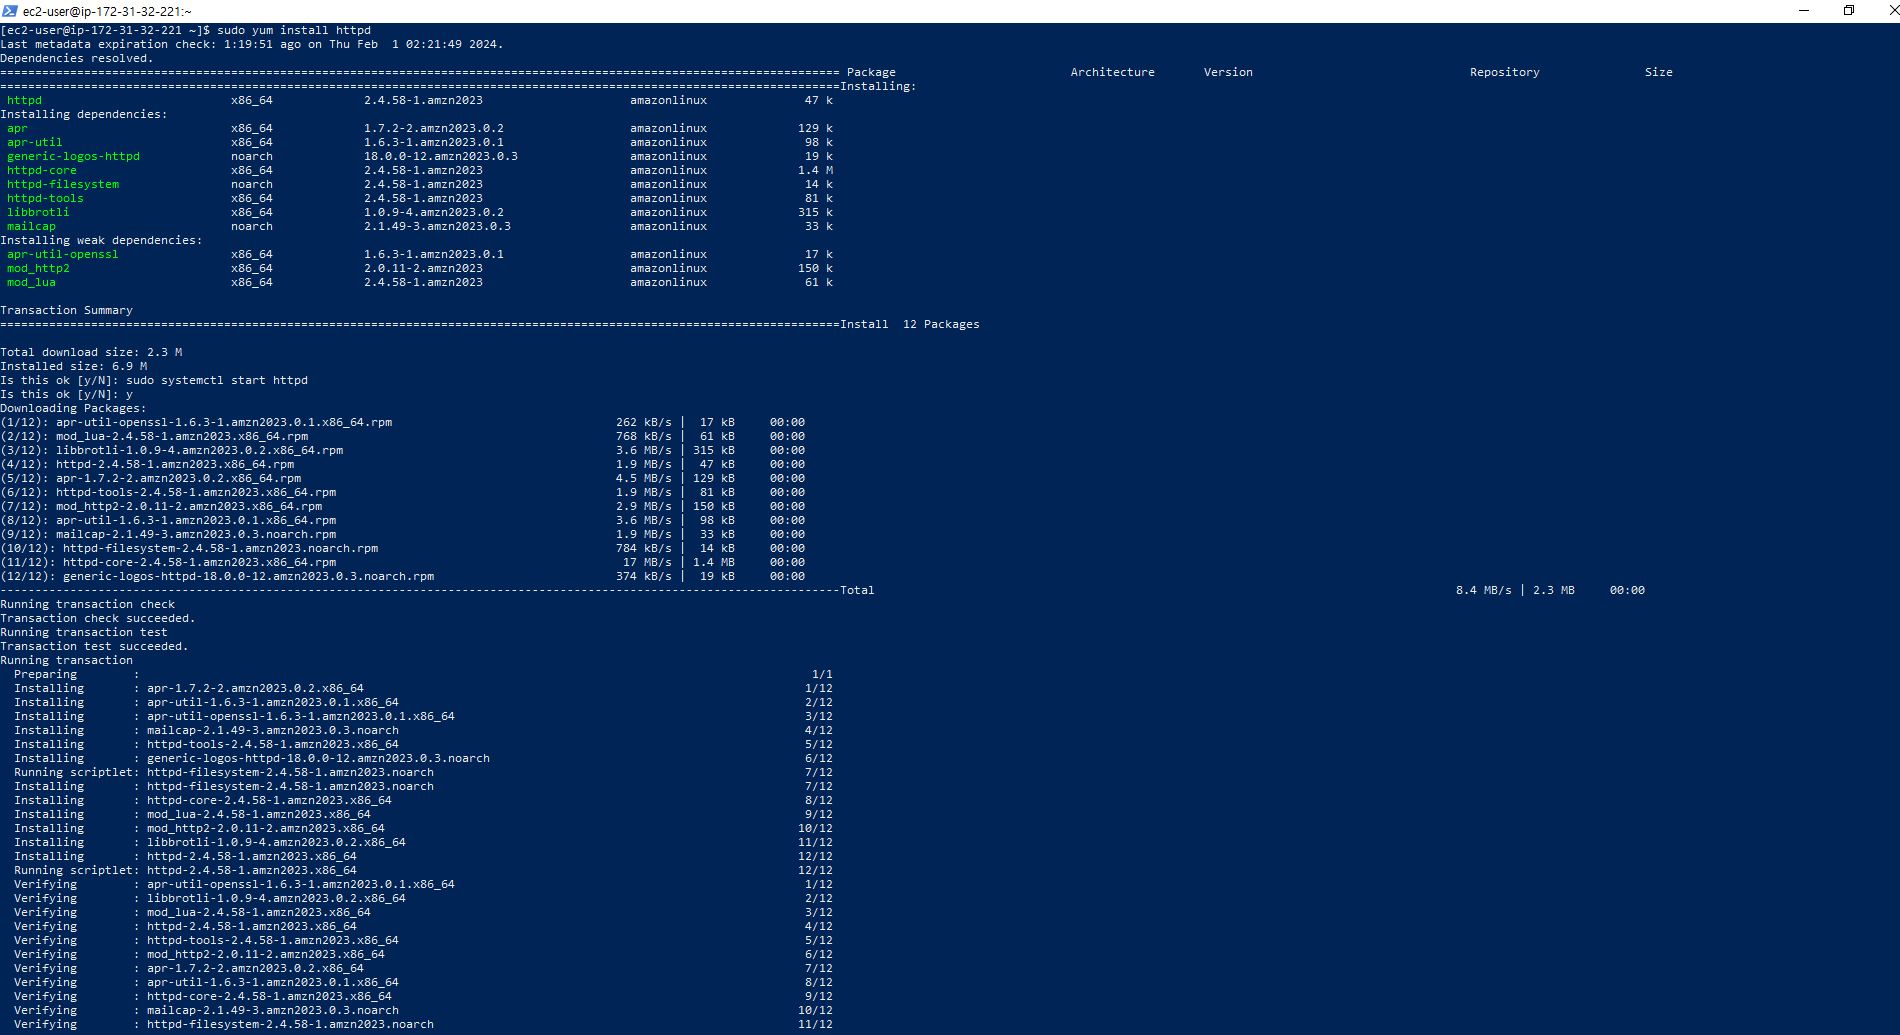 ec2-user@ip-172-31-32-221:~
[ec2-user@ip-172-31-32-221 ~]$ sudo yum install httpd
Last metadata expiration check: 1:19:51 ago on Thu Feb  1 02:21:49 2024.
Dependencies resolved.
======================================================================================================================== Package                         Architecture       Version                               Repository               Size
========================================================================================================================Installing:
 httpd                           x86_64             2.4.58-1.amzn2023                     amazonlinux              47 k
Installing dependencies:
 apr                             x86_64             1.7.2-2.amzn2023.0.2                  amazonlinux             129 k
 apr-util                        x86_64             1.6.3-1.amzn2023.0.1                  amazonlinux              98 k
 generic-logos-httpd             noarch             18.0.0-12.amzn2023.0.3                amazonlinux              19 k
 httpd-core                      x86_64             2.4.58-1.amzn2023                     amazonlinux             1.4 M
 httpd-filesystem                noarch             2.4.58-1.amzn2023                     amazonlinux              14 k
 httpd-tools                     x86_64             2.4.58-1.amzn2023                     amazonlinux              81 k
 libbrotli                       x86_64             1.0.9-4.amzn2023.0.2                  amazonlinux             315 k
 mailcap                         noarch             2.1.49-3.amzn2023.0.3                 amazonlinux              33 k
Installing weak dependencies:
 apr-util-openssl                x86_64             1.6.3-1.amzn2023.0.1                  amazonlinux              17 k
 mod_http2                       x86_64             2.0.11-2.amzn2023                     amazonlinux             150 k
 mod_lua                         x86_64             2.4.58-1.amzn2023                     amazonlinux              61 k
Transaction Summary
========================================================================================================================Install  12 Packages
Total download size: 2.3 M
Installed size: 6.9 M
Is this ok [y/N]: sudo systemctl start httpd
Is this ok [y/N]: y
Downloading Packages:
(1/12): apr-util-openssl-1.6.3-1.amzn2023.0.1.x86_64.rpm                                262 kB/s |  17 kB     00:00
(2/12): mod_lua-2.4.58-1.amzn2023.x86_64.rpm                                            768 kB/s |  61 kB     00:00
(3/12): libbrotli-1.0.9-4.amzn2023.0.2.x86_64.rpm                                       3.6 MB/s | 315 kB     00:00
(4/12): httpd-2.4.58-1.amzn2023.x86_64.rpm                                              1.9 MB/s |  47 kB     00:00
(5/12): apr-1.7.2-2.amzn2023.0.2.x86_64.rpm                                             4.5 MB/s | 129 kB     00:00
(6/12): httpd-tools-2.4.58-1.amzn2023.x86_64.rpm                                        1.9 MB/s |  81 kB     00:00
(7/12): mod_http2-2.0.11-2.amzn2023.x86_64.rpm                                          2.9 MB/s | 150 kB     00:00
(8/12): apr-util-1.6.3-1.amzn2023.0.1.x86_64.rpm                                        3.6 MB/s |  98 kB     00:00
(9/12): mailcap-2.1.49-3.amzn2023.0.3.noarch.rpm                                        1.9 MB/s |  33 kB     00:00
(10/12): httpd-filesystem-2.4.58-1.amzn2023.noarch.rpm                                  784 kB/s |  14 kB     00:00
(11/12): httpd-core-2.4.58-1.amzn2023.x86_64.rpm                                         17 MB/s | 1.4 MB     00:00
(12/12): generic-logos-httpd-18.0.0-12.amzn2023.0.3.noarch.rpm                          374 kB/s |  19 kB     00:00
------------------------------------------------------------------------------------------------------------------------Total                                                                                   8.4 MB/s | 2.3 MB     00:00
Running transaction check
Transaction check succeeded.
Running transaction test
Transaction test succeeded.
Running transaction
  Preparing        :                                                                                                1/1
  Installing       : apr-1.7.2-2.amzn2023.0.2.x86_64                                                               1/12
  Installing       : apr-util-1.6.3-1.amzn2023.0.1.x86_64                                                          2/12
  Installing       : apr-util-openssl-1.6.3-1.amzn2023.0.1.x86_64                                                  3/12
  Installing       : mailcap-2.1.49-3.amzn2023.0.3.noarch                                                          4/12
  Installing       : httpd-tools-2.4.58-1.amzn2023.x86_64                                                          5/12
  Installing       : generic-logos-httpd-18.0.0-12.amzn2023.0.3.noarch                                             6/12
  Running scriptlet: httpd-filesystem-2.4.58-1.amzn2023.noarch                                                     7/12
  Installing       : httpd-filesystem-2.4.58-1.amzn2023.noarch                                                     7/12
  Installing       : httpd-core-2.4.58-1.amzn2023.x86_64                                                           8/12
  Installing       : mod_lua-2.4.58-1.amzn2023.x86_64                                                              9/12
  Installing       : mod_http2-2.0.11-2.amzn2023.x86_64                                                           10/12
  Installing       : libbrotli-1.0.9-4.amzn2023.0.2.x86_64                                                        11/12
  Installing       : httpd-2.4.58-1.amzn2023.x86_64                                                               12/12
  Running scriptlet: httpd-2.4.58-1.amzn2023.x86_64                                                               12/12
  Verifying        : apr-util-openssl-1.6.3-1.amzn2023.0.1.x86_64                                                  1/12
  Verifying        : libbrotli-1.0.9-4.amzn2023.0.2.x86_64                                                         2/12
  Verifying        : mod_lua-2.4.58-1.amzn2023.x86_64                                                              3/12
  Verifying        : httpd-2.4.58-1.amzn2023.x86_64                                                                4/12
  Verifying        : httpd-tools-2.4.58-1.amzn2023.x86_64                                                          5/12
  Verifying        : mod_http2-2.0.11-2.amzn2023.x86_64                                                            6/12
  Verifying        : apr-1.7.2-2.amzn2023.0.2.x86_64                                                               7/12
  Verifying        : apr-util-1.6.3-1.amzn2023.0.1.x86_64                                                          8/12
  Verifying        : httpd-core-2.4.58-1.amzn2023.x86_64                                                           9/12
  Verifying        : mailcap-2.1.49-3.amzn2023.0.3.noarch                                                         10/12
  Verifying        : httpd-filesystem-2.4.58-1.amzn2023.noarch                                                    11/12